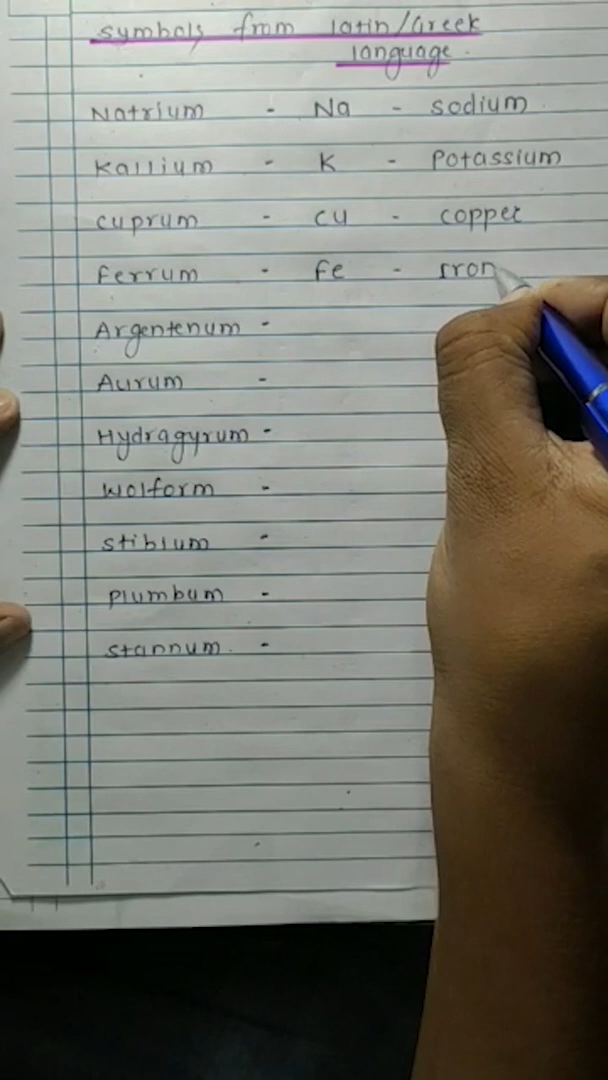 symbols from latin/Greek
language.
Natrium - Na - sodium
Kallium - K - Potassium
cuprum - cu - copper
Ferrum - Fe - Iron
Argentenum -
Aurum -
Hydragyrum -
Wolform -
stibium -
Plumbum -
stannum. -